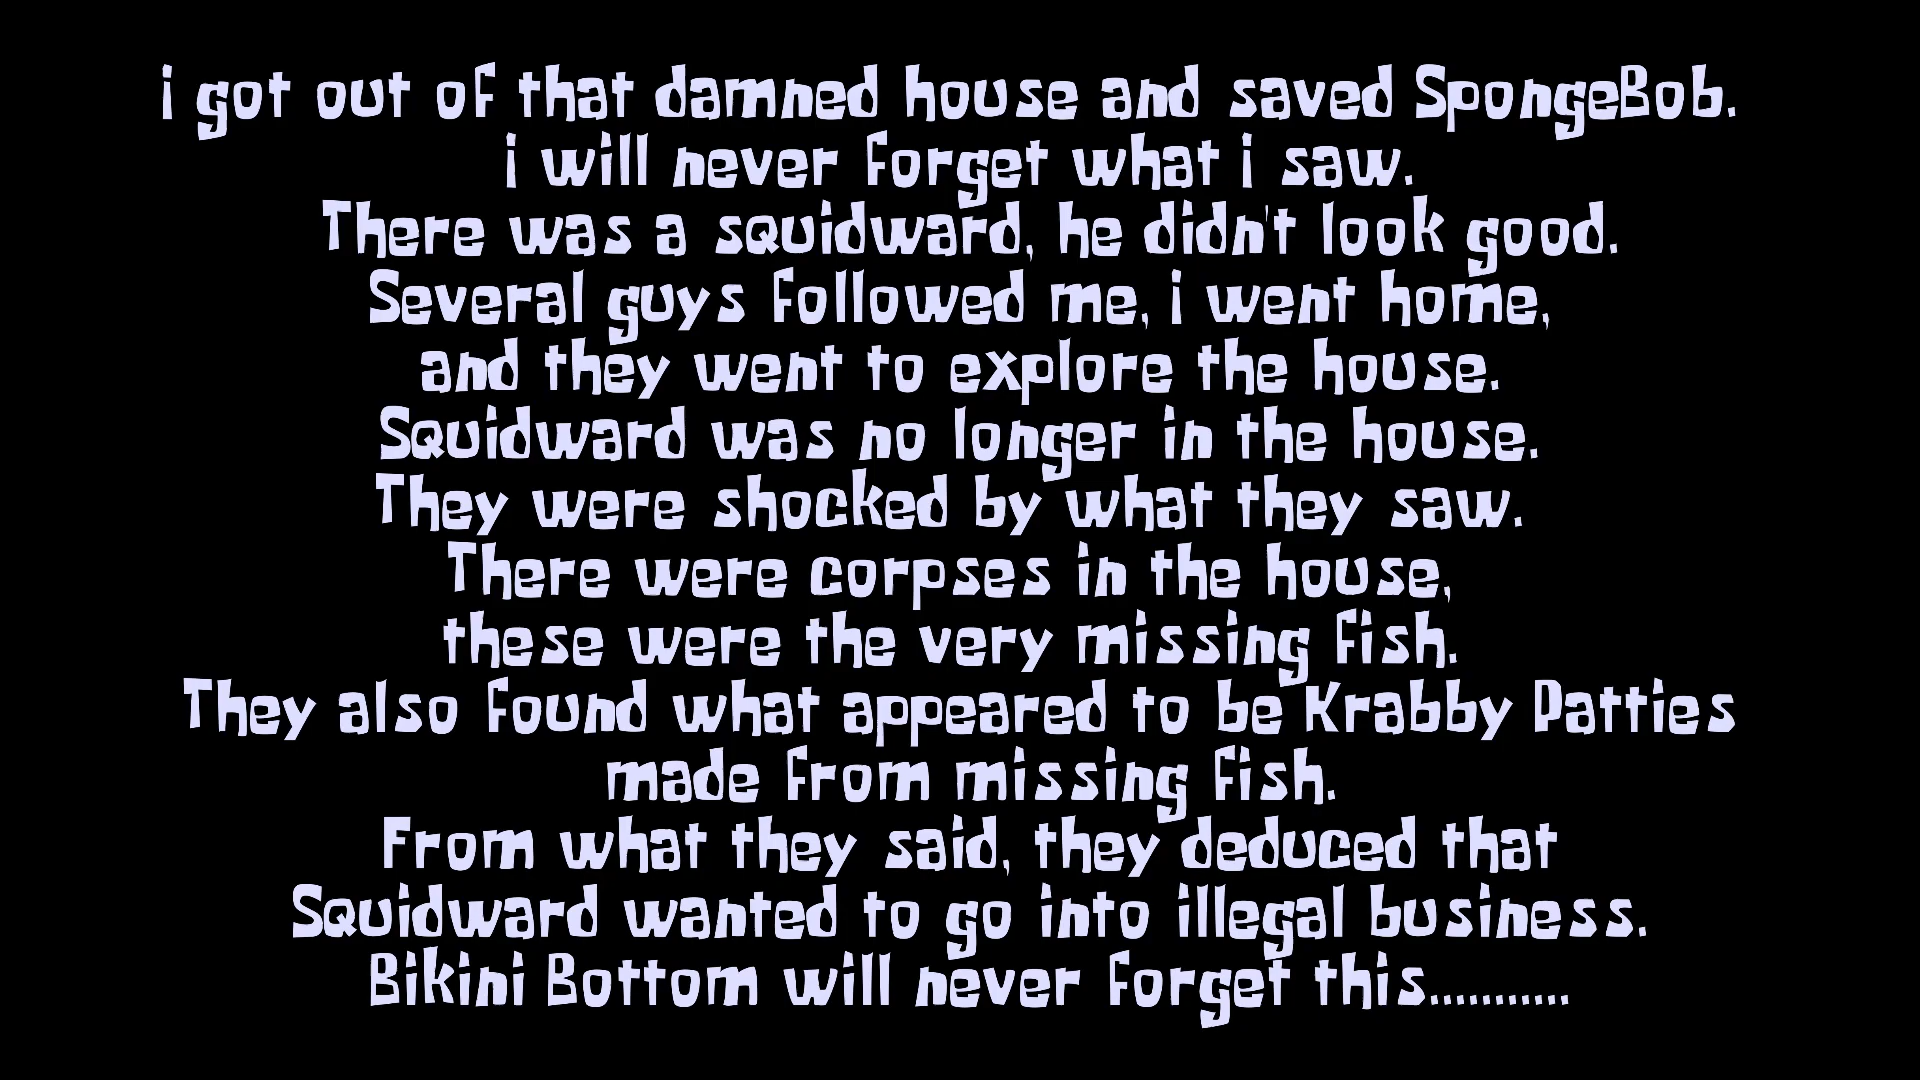 i got out of that damned house and saved SpongeBob.
i will never forget what i saw.
There was a squidward, he didn't look good.
Several guys followed me, i went home,
and they went to explore the house.
Squidward was no longer in the house.
They were shocked by what they saw.
There were corpses in the house,
these were the very missing fish.
They also found what appeared to be Krabby Patties
made from missing fish.
From what they said, they deduced that
Squidward wanted to go into illegal business.
Bikini Bottom will never forget this...........